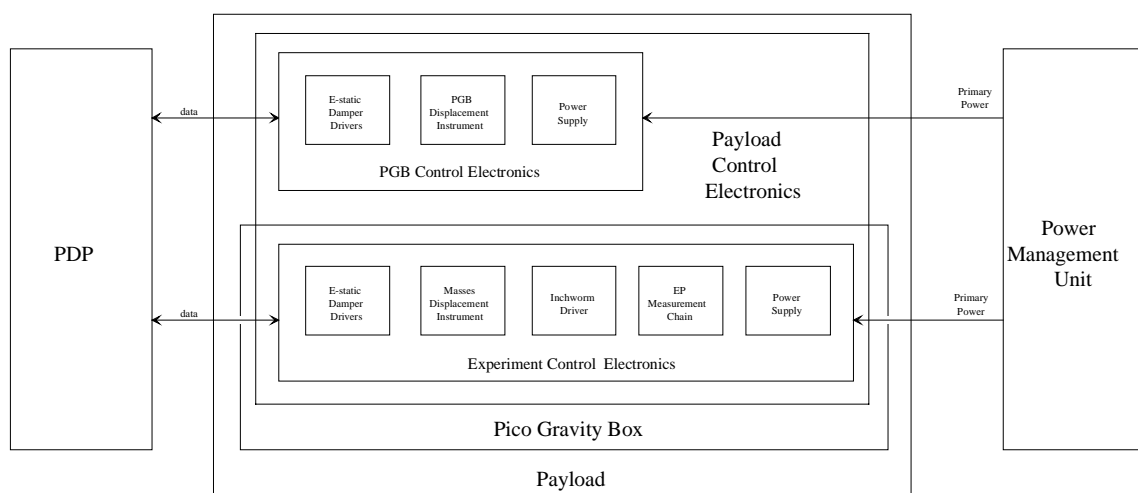 E-static
Damper
Drivers
PGB
Displacement
Instrument
Power
Supply
PGB Control Electronics
data
Primary
Power
Payload
Control
Electronics
PDP
Power
Management
Unit
E-static
Damper
Drivers
Masses
Displacement
Instrument
Inchworm
Driver
EP
Measurement
Chain
Power
Supply
Experiment Control Electronics
data
Primary
Power
Pico Gravity Box
Payload